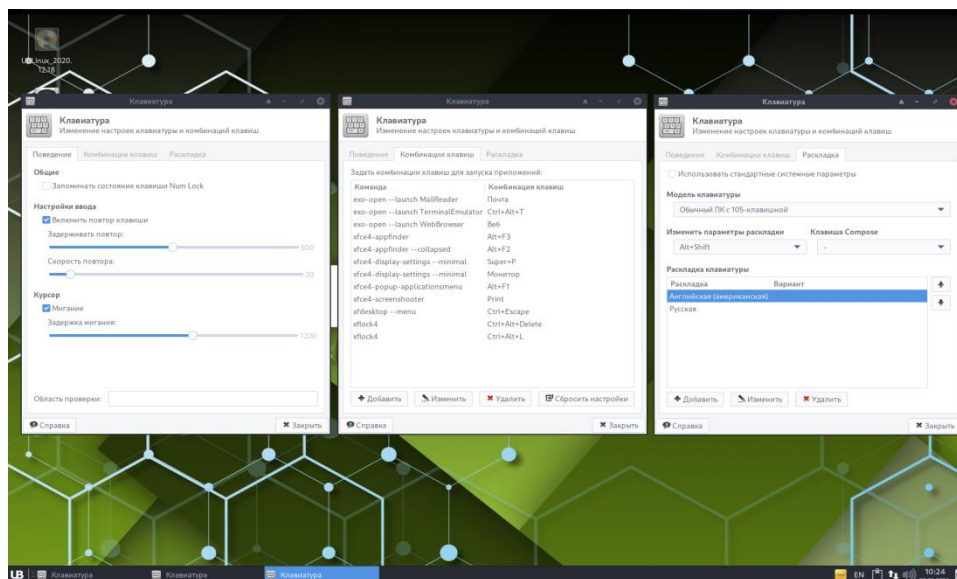 UBLinux_2020.
1218
Клавиатура
Клавиатура
Изменение настроек клавиатуры и комбинаций клавиш
Поведение Комбинации клавиш Раскладка
Общие
Запоминать состояние клавиши Num Lock
Настройки ввода
Включить повтор клавиши
Задерживать повтор:
500
Скорость повтора:
20
Курсор
Мигание
Задержка мигания:
1200
Область проверки:
Справка Закрыть
Клавиатура
Клавиатура
Изменение настроек клавиатуры и комбинаций клавиш
Поведение Комбинации клавиш Раскладка
Задать комбинации клавиш для запуска приложений:
Команда Комбинация клавиш
exo-open --launch MailReader Почта
exo-open --launch TerminalEmulator Ctrl+Alt+T
exo-open --launch WebBrowser Веб
xfce4-appfinder Alt+F3
xfce4-appfinder --collapsed Alt+F2
xfce4-display-settings --minimal Super+P
xfce4-display-settings --minimal Монитор
xfce4-popup-applicationsmenu Alt+F1
xfce4-screenshooter Print
xfdesktop --menu Ctrl+Escape
xflock4 Ctrl+Alt+Delete
xflock4 Ctrl+Alt+L
Добавить Изменить Удалить Сбросить настройки
Справка Закрыть
Клавиатура
Клавиатура
Изменение настроек клавиатуры и комбинаций клавиш
Поведение Комбинации клавиш Раскладка
Использовать стандартные системные параметры
Модель клавиатуры
Обычный ПК с 105-клавишной
Изменить параметры раскладки Клавиша Compose
Alt+Shift -
Раскладка клавиатуры
Раскладка Вариант
Английская (американская)
Русская
Добавить Изменить Удалить
Справка Закрыть
UB Клавиатура Клавиатура Клавиатура EN 10:24